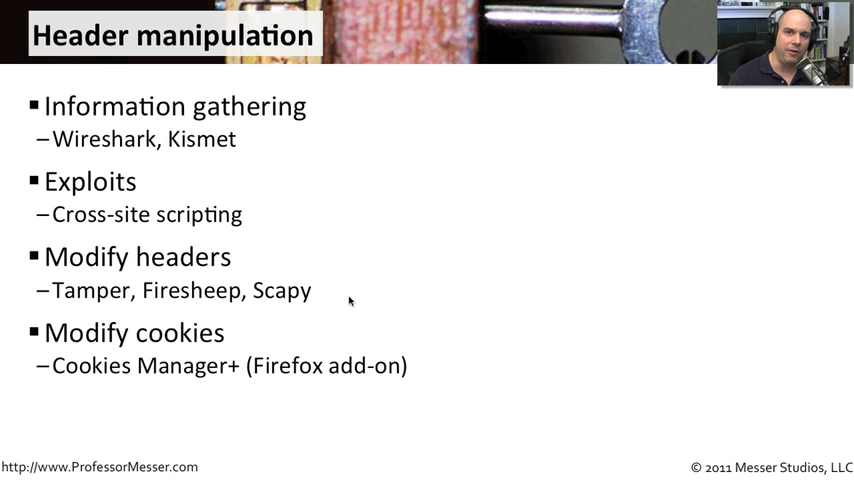 Header manipulation
▪ Information gathering
–Wireshark, Kismet
▪ Exploits
–Cross-site scripting
▪ Modify headers
–Tamper, Firesheep, Scapy
▪ Modify cookies
–Cookies Manager+ (Firefox add-on)
http://www.ProfessorMesser.com
© 2011 Messer Studios, LLC